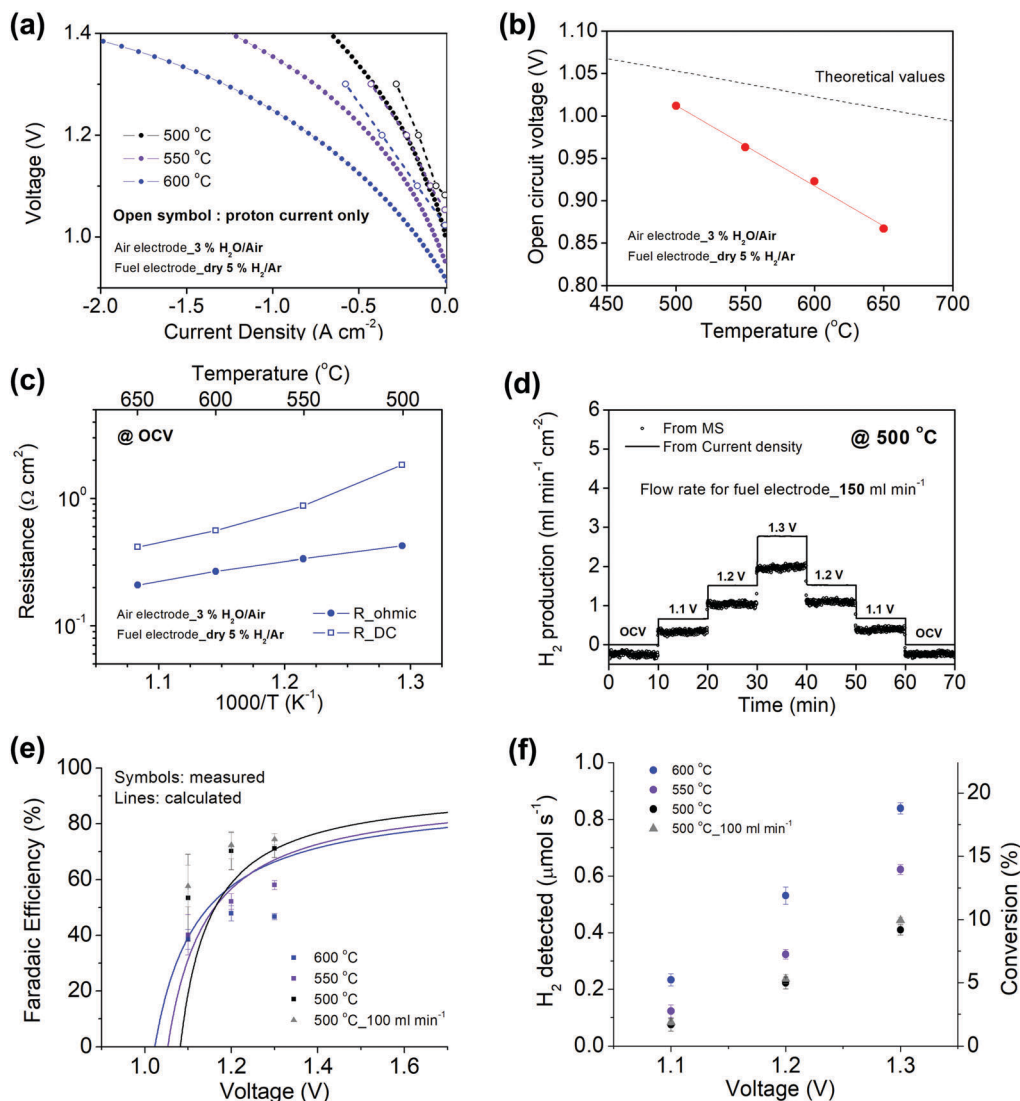 (a)
1.4
1.2
1.0
Voltage (V)
500 °C
550 °C
600 °C
Open symbol : proton current only
Air electrode_3 % H₂O/Air
Fuel electrode_dry 5 % H₂/Ar
-2.0 -1.5 -1.0 -0.5 0.0
Current Density (A cm⁻²)
(b)
1.10
1.05
1.00
0.95
0.90
0.85
0.80
Open circuit voltage (V)
Theoretical values
Air electrode_3 % H₂O/Air
Fuel electrode_dry 5 % H₂/Ar
450 500 550 600 650 700
Temperature (°C)
(c)
Temperature (°C)
650 600 550 500
@ OCV
10⁰
10⁻¹
Resistance (Ω cm²)
Air electrode_3 % H₂O/Air
Fuel electrode_dry 5 % H₂/Ar
R_ohmic
R_DC
1.1 1.2 1.3
1000/T (K⁻¹)
(d)
6
5
4
3
2
1
0
H₂ production (ml min⁻¹ cm⁻²)
From MS
From Current density
@ 500 °C
Flow rate for fuel electrode_150 ml min⁻¹
OCV
1.1 V
1.2 V
1.3 V
1.2 V
1.1 V
OCV
0 10 20 30 40 50 60 70
Time (min)
(e)
100
80
60
40
20
0
Faradaic Efficiency (%)
Symbols: measured
Lines: calculated
600 °C
550 °C
500 °C
500 °C_100 ml min⁻¹
1.0 1.2 1.4 1.6
Voltage (V)
(f)
1.0
0.8
0.6
0.4
0.2
0.0
H₂ detected (μmol s⁻¹)
600 °C
550 °C
500 °C
500 °C_100 ml min⁻¹
20
15
10
5
0
Conversion (%)
1.1 1.2 1.3
Voltage (V)